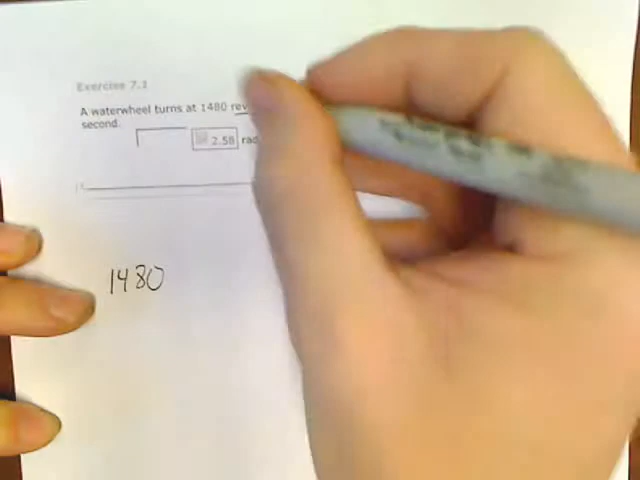 Exercise 7.1
A waterwheel turns at 1480 rev
second.
2.58 rad
1480